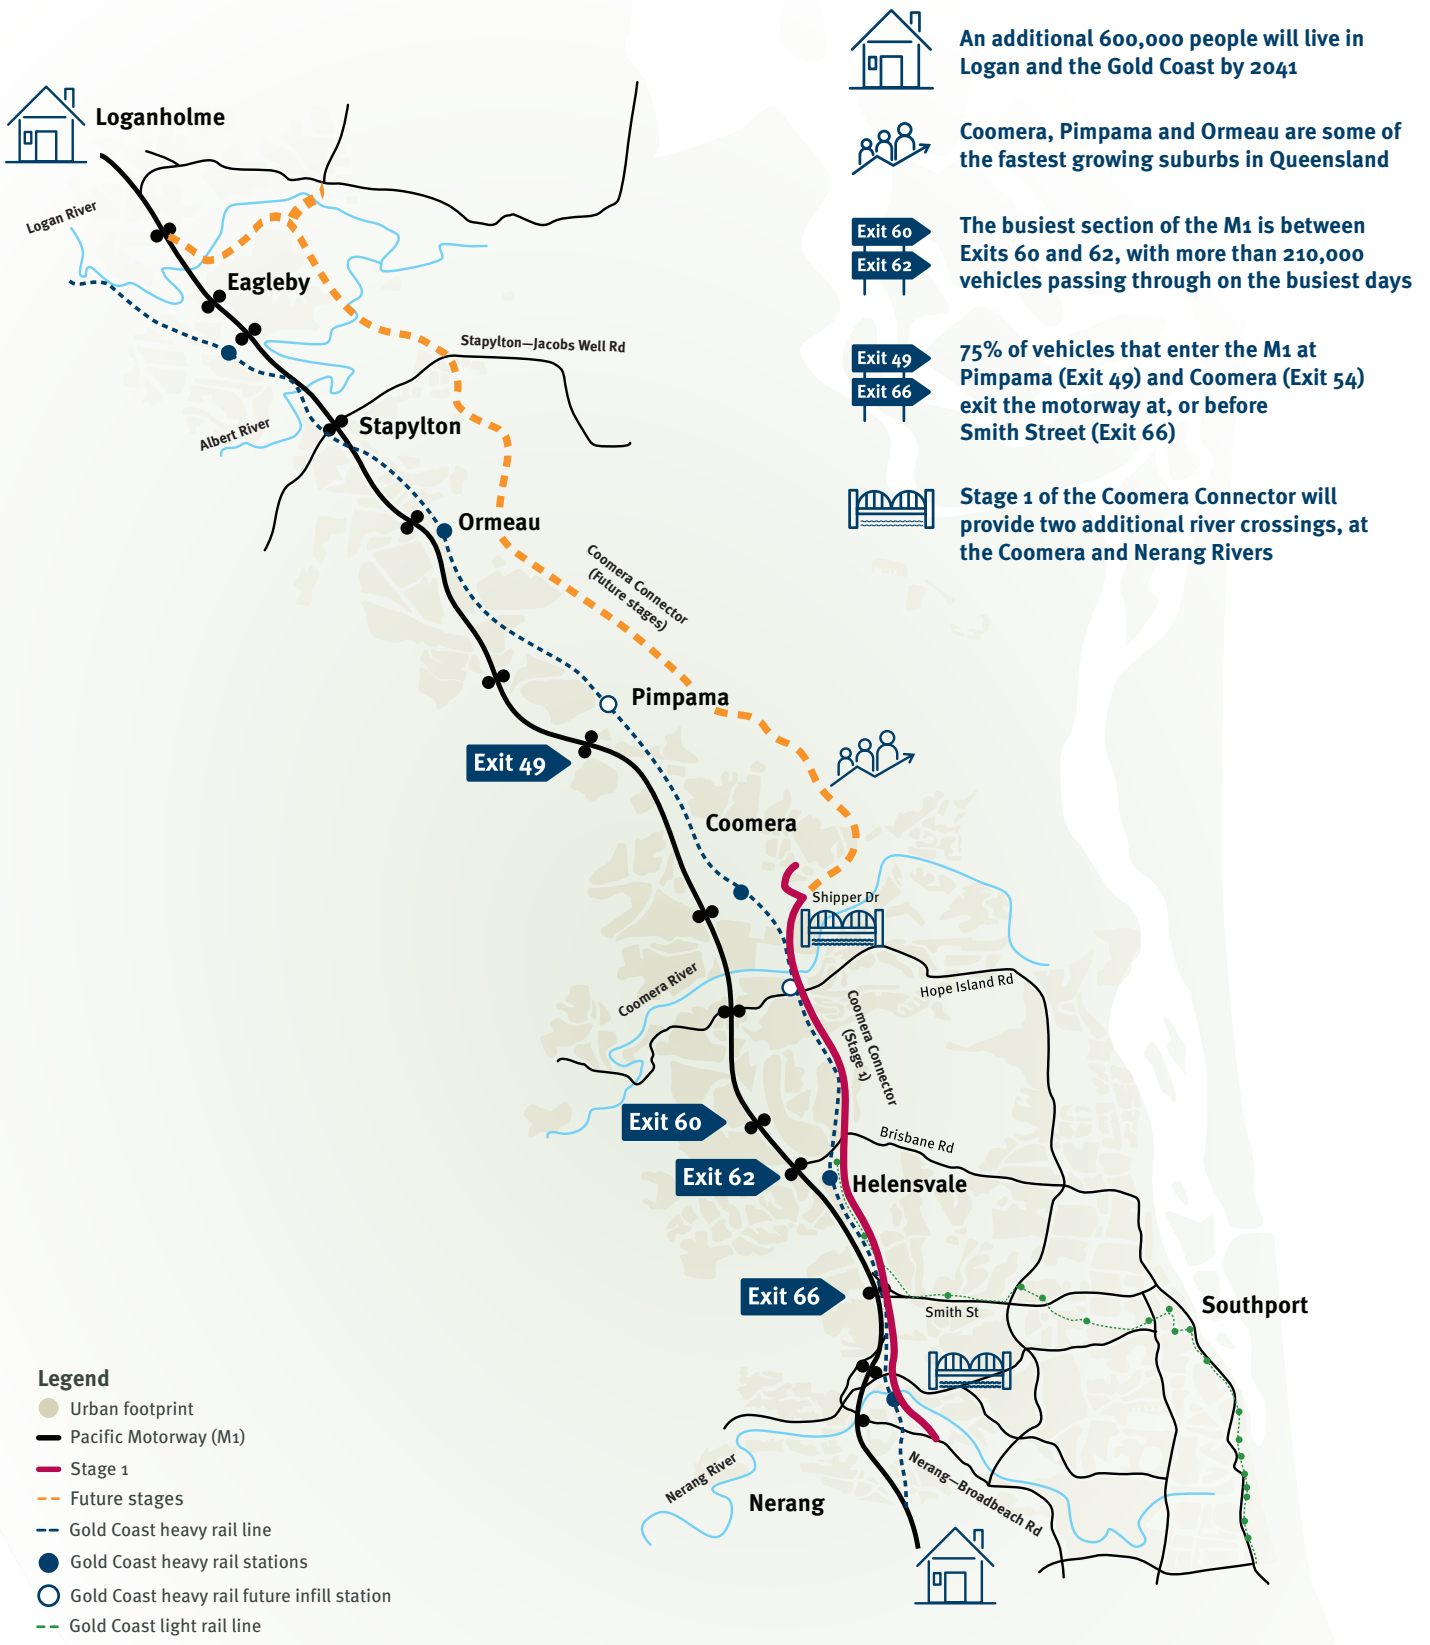 An additional 600,000 people will live in
Logan and the Gold Coast by 2041
Coomera, Pimpama and Ormeau are some of
the fastest growing suburbs in Queensland
Exit 60
Exit 62
The busiest section of the M1 is between
Exits 60 and 62, with more than 210,000
vehicles passing through on the busiest days
Exit 49
Exit 66
75% of vehicles that enter the M1 at
Pimpama (Exit 49) and Coomera (Exit 54)
exit the motorway at, or before
Smith Street (Exit 66)
Stage 1 of the Coomera Connector will
provide two additional river crossings, at
the Coomera and Nerang Rivers
Loganholme
Logan River
Eagleby
Stapylton—Jacobs Well Rd
Albert River
Stapylton
Ormeau
Coomera Connector
(Future stages)
Pimpama
Exit 49
Coomera
Shipper Dr
Coomera River
Hope Island Rd
Coomera Connector
(Stage 1)
Exit 60
Brisbane Rd
Exit 62
Helensvale
Exit 66
Smith St
Southport
Nerang River
Nerang
Nerang—Broadbeach Rd
Legend
Urban footprint
Pacific Motorway (M1)
Stage 1
Future stages
Gold Coast heavy rail line
Gold Coast heavy rail stations
Gold Coast heavy rail future infill station
Gold Coast light rail line